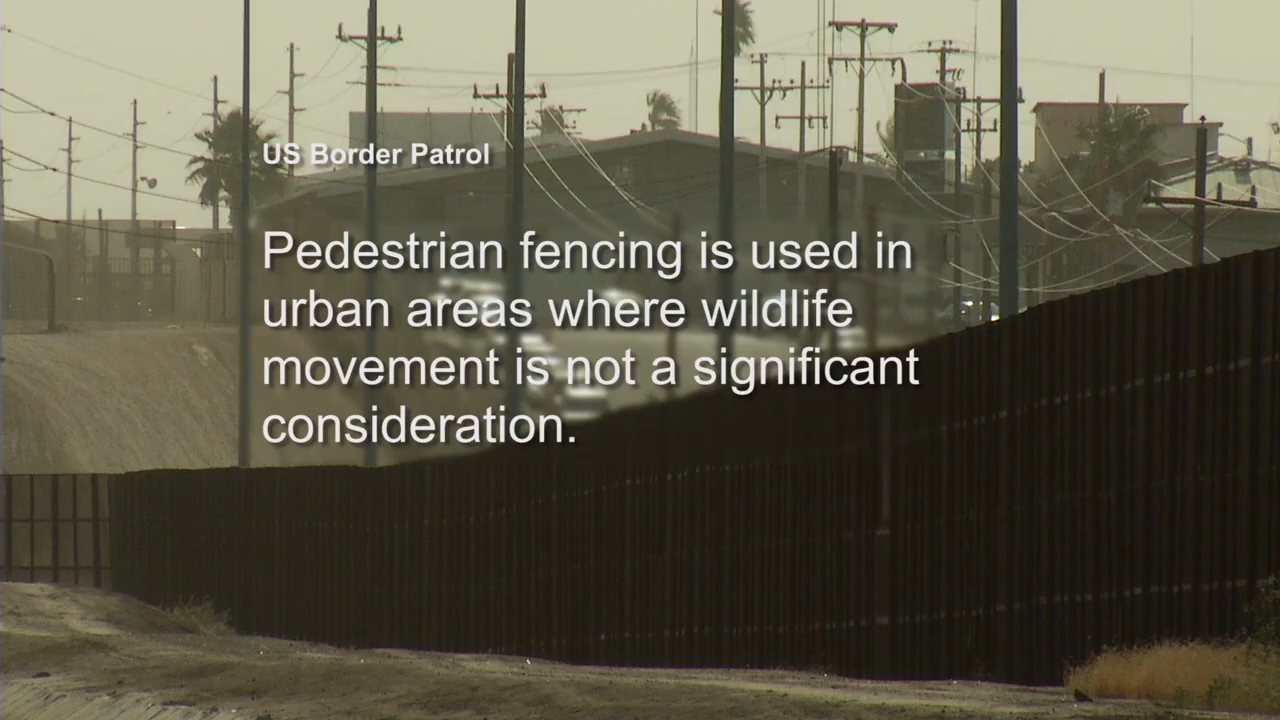 US Border Patrol
Pedestrian fencing is used in
urban areas where wildlife
movement is not a significant
consideration.